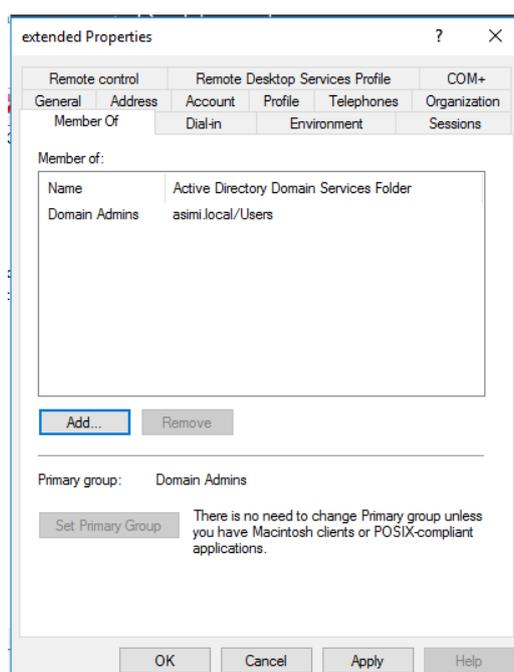 extended Properties
?
Remote control Remote Desktop Services Profile COM+
General Address Account Profile Telephones Organization
Member Of Dial-in Environment Sessions
Member of:
Name Active Directory Domain Services Folder
Domain Admins asimi.local/Users
Add... Remove
Primary group: Domain Admins
Set Primary Group
There is no need to change Primary group unless
you have Macintosh clients or POSIX-compliant
applications.
OK Cancel Apply Help